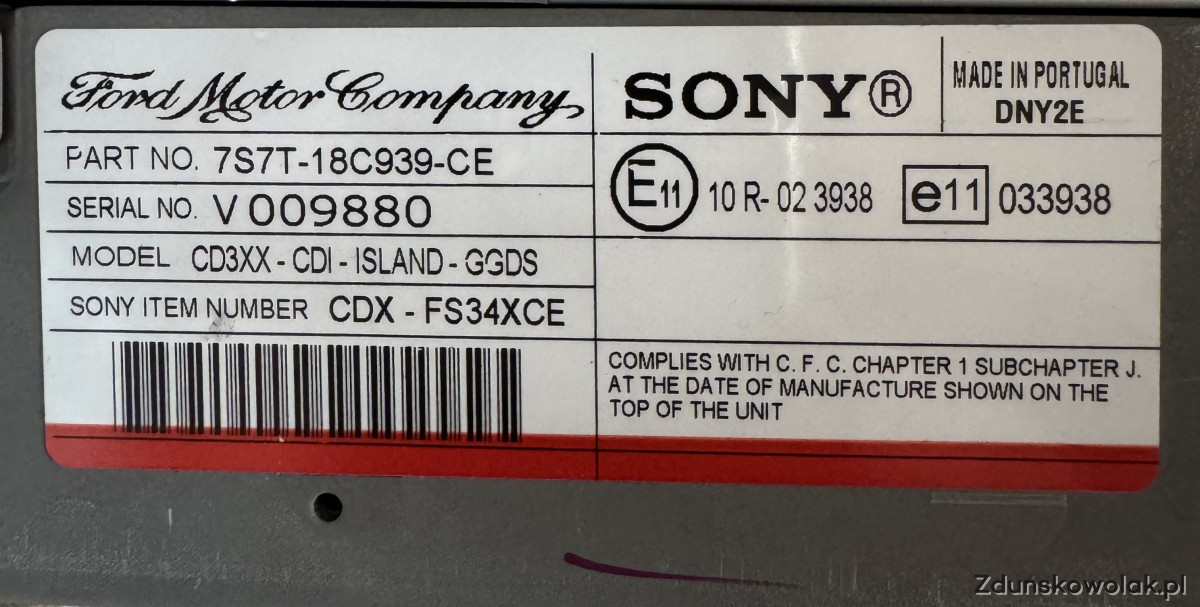 Ford Motor Company
SONY®
MADE IN PORTUGAL
DNY2E
PART NO. 7S7T-18C939-CE
SERIAL NO. V009880
E11 10 R- 02 3938 e11 033938
MODEL CD3XX - CDI - ISLAND - GGDS
SONY ITEM NUMBER CDX - FS34XCE
COMPLIES WITH C. F. C. CHAPTER 1 SUBCHAPTER J.
AT THE DATE OF MANUFACTURE SHOWN ON THE
TOP OF THE UNIT
Zdunskowolak.pl